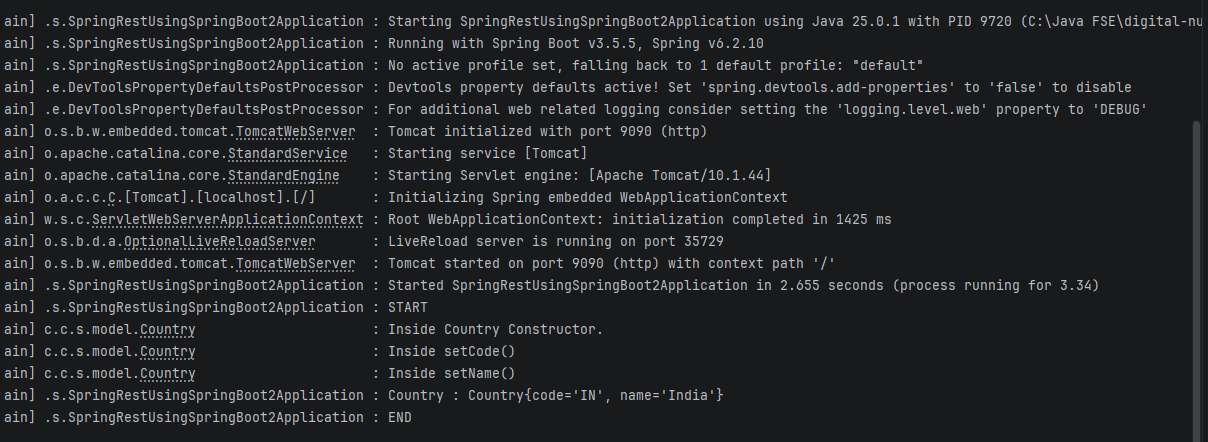 ain] .s.SpringRestUsingSpringBoot2Application : Starting SpringRestUsingSpringBoot2Application using Java 25.0.1 with PID 9720 (C:\Java FSE\digital-nu
ain] .s.SpringRestUsingSpringBoot2Application : Running with Spring Boot v3.5.5, Spring v6.2.10
ain] .s.SpringRestUsingSpringBoot2Application : No active profile set, falling back to 1 default profile: "default"
ain] .e.DevToolsPropertyDefaultsPostProcessor : Devtools property defaults active! Set 'spring.devtools.add-properties' to 'false' to disable
ain] .e.DevToolsPropertyDefaultsPostProcessor : For additional web related logging consider setting the 'logging.level.web' property to 'DEBUG'
ain] o.s.b.w.embedded.tomcat.TomcatWebServer  : Tomcat initialized with port 9090 (http)
ain] o.apache.catalina.core.StandardService   : Starting service [Tomcat]
ain] o.apache.catalina.core.StandardEngine    : Starting Servlet engine: [Apache Tomcat/10.1.44]
ain] o.a.c.c.C.[Tomcat].[localhost].[/]       : Initializing Spring embedded WebApplicationContext
ain] w.s.c.ServletWebServerApplicationContext : Root WebApplicationContext: initialization completed in 1425 ms
ain] o.s.b.d.a.OptionalLiveReloadServer       : LiveReload server is running on port 35729
ain] o.s.b.w.embedded.tomcat.TomcatWebServer  : Tomcat started on port 9090 (http) with context path '/'
ain] .s.SpringRestUsingSpringBoot2Application : Started SpringRestUsingSpringBoot2Application in 2.655 seconds (process running for 3.34)
ain] .s.SpringRestUsingSpringBoot2Application : START
ain] c.c.s.model.Country                      : Inside Country Constructor.
ain] c.c.s.model.Country                      : Inside setCode()
ain] c.c.s.model.Country                      : Inside setName()
ain] .s.SpringRestUsingSpringBoot2Application : Country : Country{code='IN', name='India'}
ain] .s.SpringRestUsingSpringBoot2Application : END